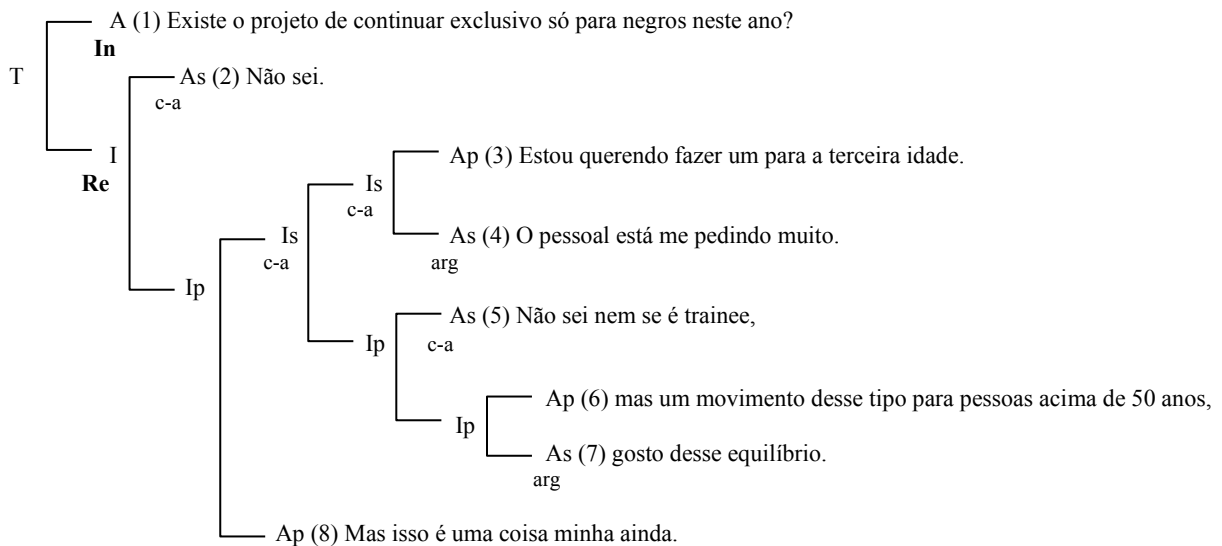 A (1) Existe o projeto de continuar exclusivo só para negros neste ano?
In
T
As (2) Não sei.
c-a
I
Re
Ap (3) Estou querendo fazer um para a terceira idade.
Is
c-a
As (4) O pessoal está me pedindo muito.
arg
Is
c-a
Ip
As (5) Não sei nem se é trainee,
c-a
Ip
Ap (6) mas um movimento desse tipo para pessoas acima de 50 anos,
Ip
As (7) gosto desse equilíbrio.
arg
Ap (8) Mas isso é uma coisa minha ainda.